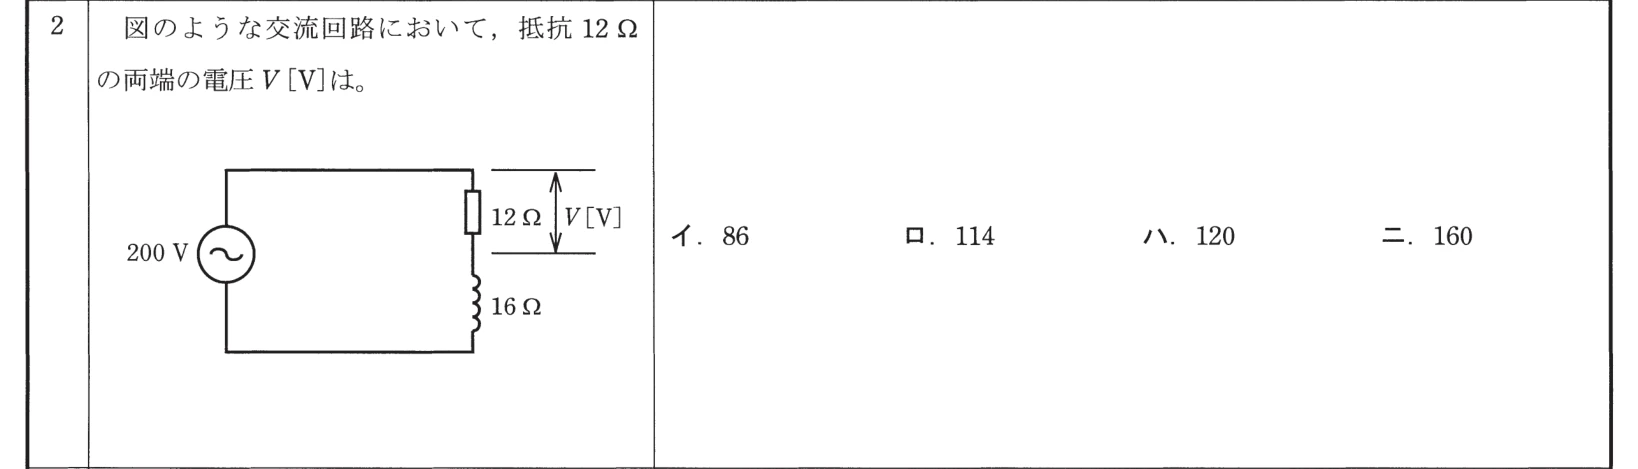 2
図のような交流回路において，抵抗 12 Ω
の両端の電圧 V [V]は。
200 V
12 Ω
V [V]
16 Ω
イ．86
ロ．114
ハ．120
ニ．160